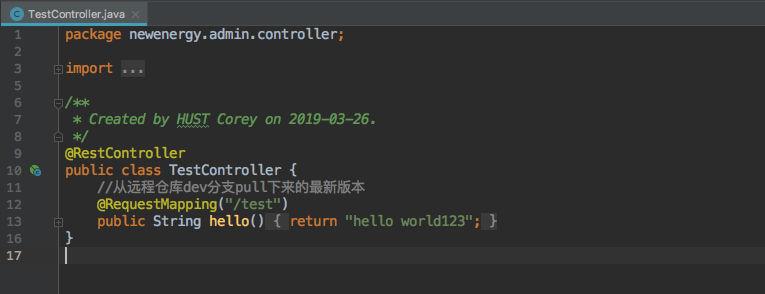 TestController.java
1 package newenergy.admin.controller;
2
3 import ...
5
6 /**
7 * Created by HUST Corey on 2019-03-26.
8 */
9 @RestController
10 public class TestController {
11 //从远程仓库dev分支pull下来的最新版本
12 @RequestMapping("/test")
13 public String hello() { return "hello world123"; }
16 }
17